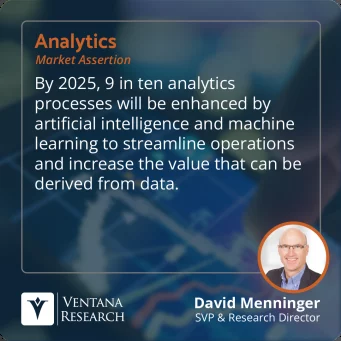 Analytics
Market Assertion
By 2025, 9 in ten analytics
processes will be enhanced by
artificial intelligence and machine
learning to streamline operations
and increase the value that can be
derived from data.
VENTANA
RESEARCH
David Menninger
SVP & Research Director